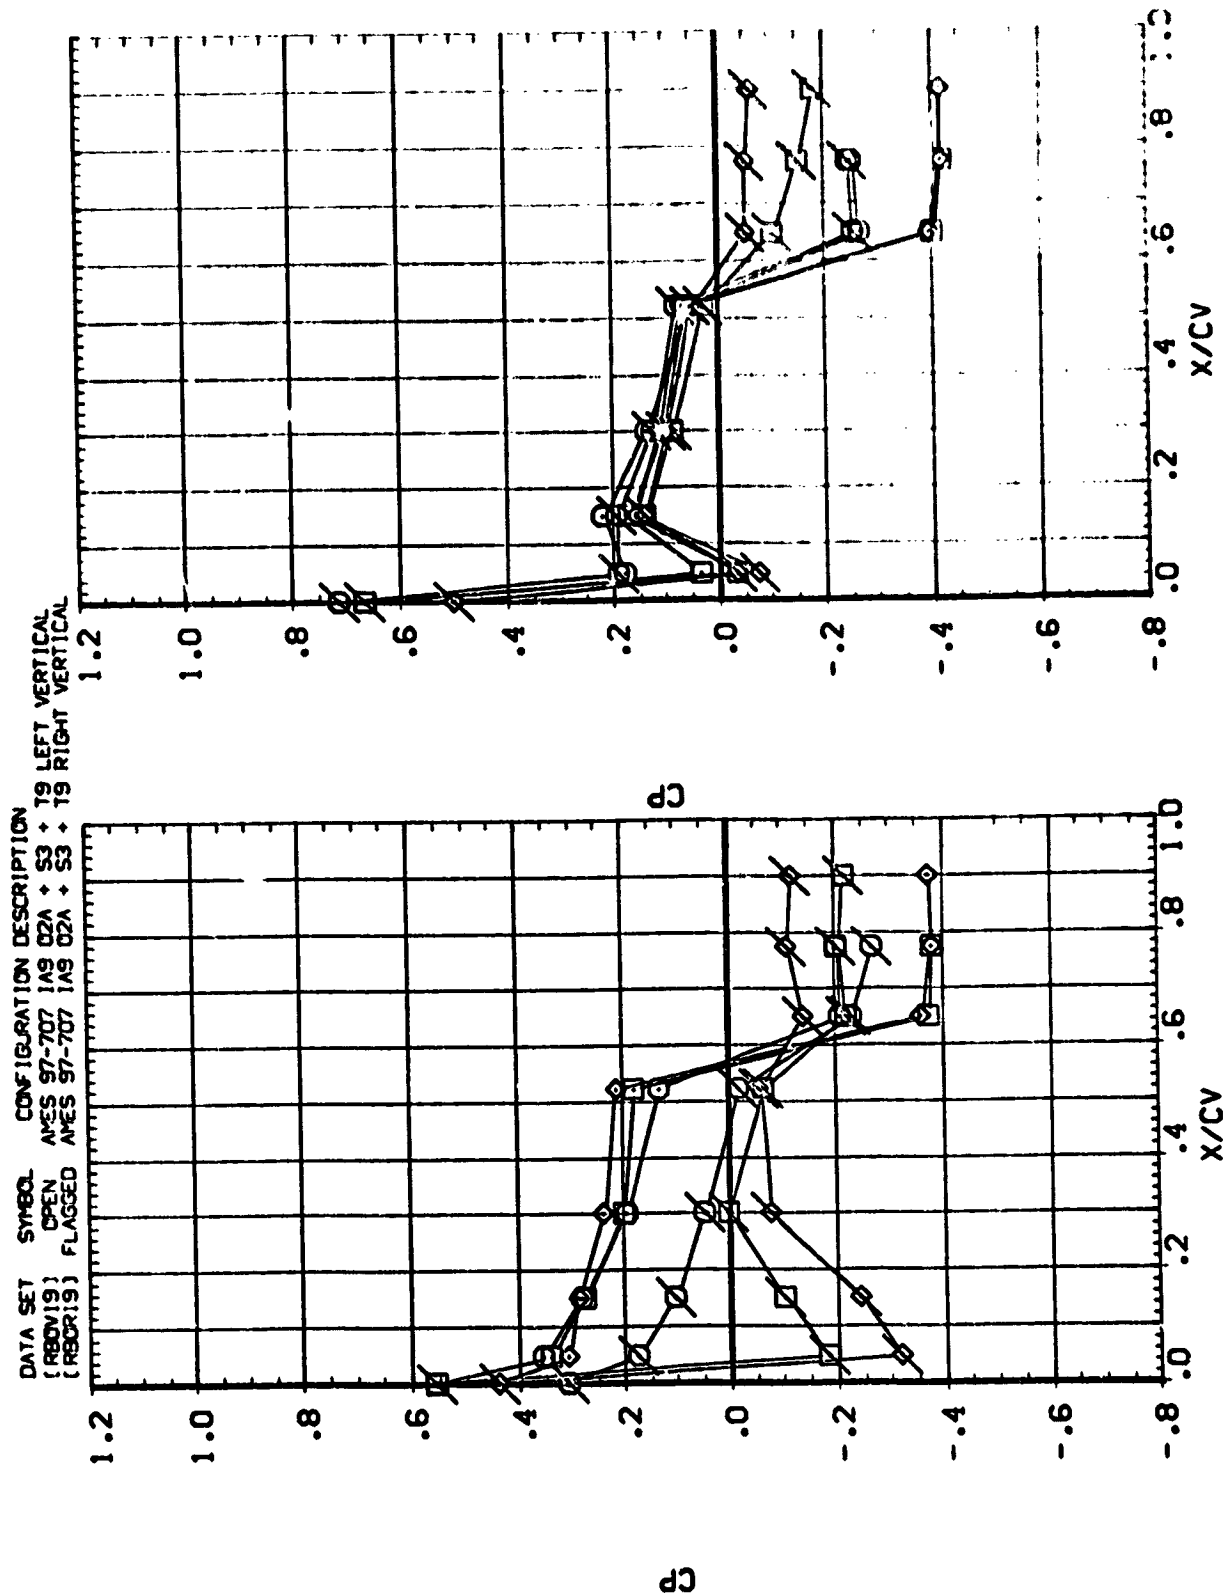 DATA SET SYMBOL CONFIGURATION DESCRIPTION
[RBOV19] OPEN AMES 97-707 IA9 O2A + S3 + T9 LEFT VERTICAL
[RBOR19] FLAGGED AMES 97-707 IA9 O2A + S3 + T9 RIGHT VERTICAL
1.2
1.0
.8
.6
.4
.2
.0
-.2
-.4
-.6
-.8
CP
.0 .2 .4 .6 .8 1.0
X/CV
1.2
1.0
.8
.6
.4
.2
.0
-.2
-.4
-.6
-.8
CP
.0 .2 .4 .6 .8 1.0
X/CV